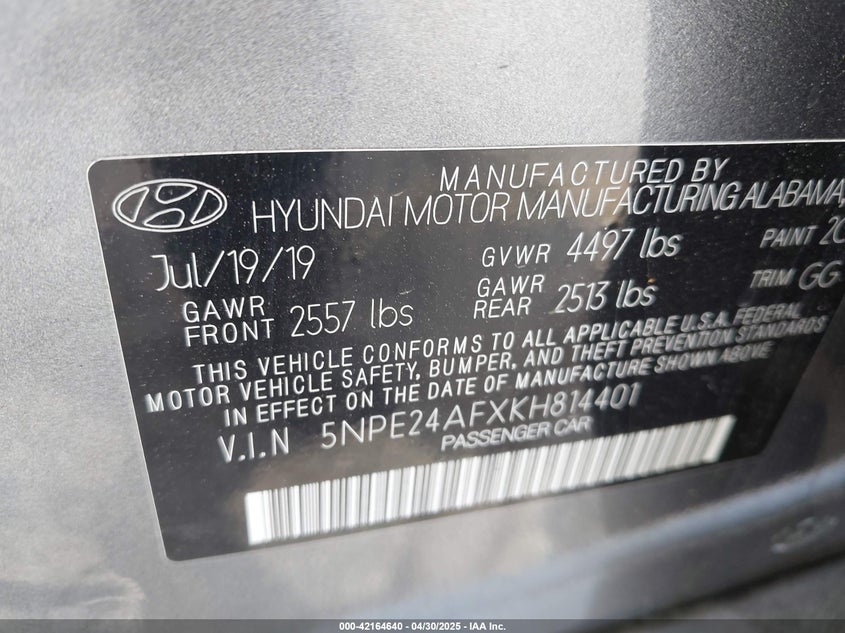 MANUFACTURED BY
HYUNDAI MOTOR MANUFACTURING ALABAMA,
Jul/19/19 GVWR 4497 lbs PAINT
GAWR FRONT 2557 lbs GAWR REAR 2513 lbs TRIM GG
THIS VEHICLE CONFORMS TO ALL APPLICABLE U.S.A. FEDERAL
MOTOR VEHICLE SAFETY, BUMPER, AND THEFT PREVENTION STANDARDS
IN EFFECT ON THE DATE OF MANUFACTURE SHOWN ABOVE
V.I.N 5NPE24AFXKH814401
PASSENGER CAR
000-42164640 - 04/30/2025 - IAA Inc.